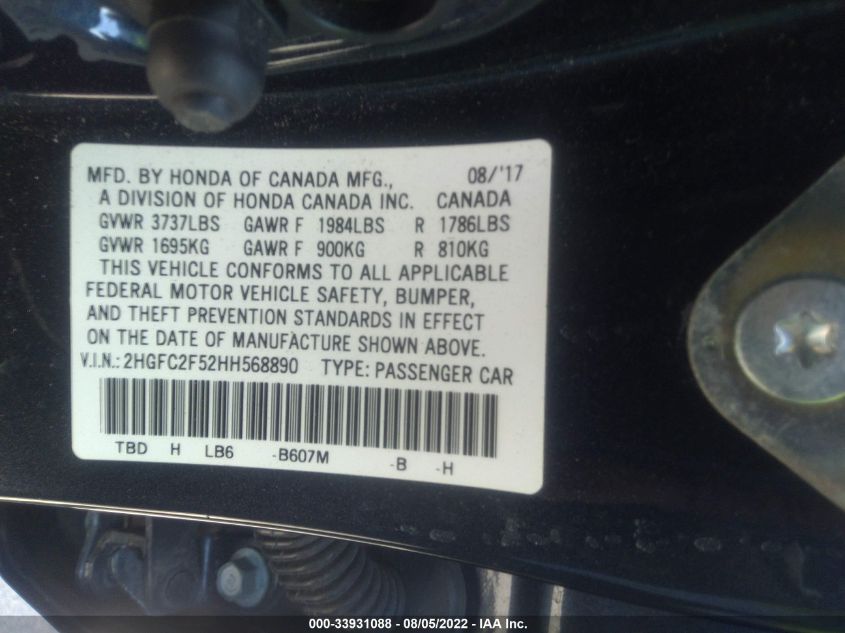 MFD. BY HONDA OF CANADA MFG., 08/'17
A DIVISION OF HONDA CANADA INC. CANADA
GVWR 3737LBS GAWR F 1984LBS R 1786LBS
GVWR 1695KG GAWR F 900KG R 810KG
THIS VEHICLE CONFORMS TO ALL APPLICABLE
FEDERAL MOTOR VEHICLE SAFETY, BUMPER,
AND THEFT PREVENTION STANDARDS IN EFFECT
ON THE DATE OF MANUFACTURE SHOWN ABOVE.
V.I.N.: 2HGFC2F52HH568890 TYPE: PASSENGER CAR
TBD H LB6 -B607M -B -H
000-33931088 - 08/05/2022 - IAA Inc.